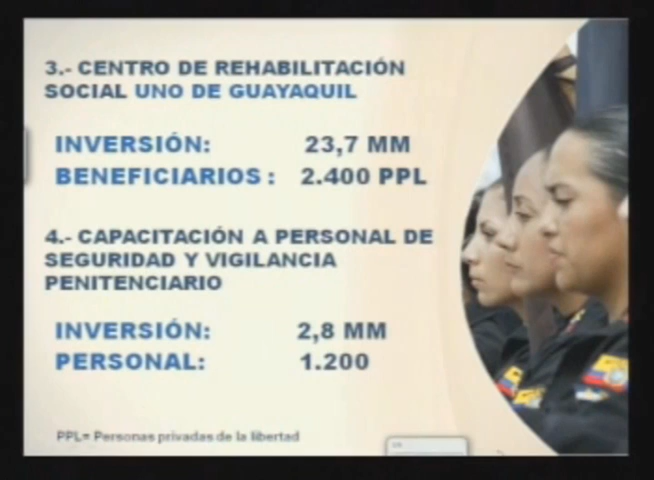 3.- CENTRO DE REHABILITACIÓN
SOCIAL UNO DE GUAYAQUIL
INVERSIÓN: 23,7 MM
BENEFICIARIOS : 2.400 PPL
4.- CAPACITACIÓN A PERSONAL DE
SEGURIDAD Y VIGILANCIA
PENITENCIARIO
INVERSIÓN: 2,8 MM
PERSONAL: 1.200
PPL= Personas privadas de la libertad